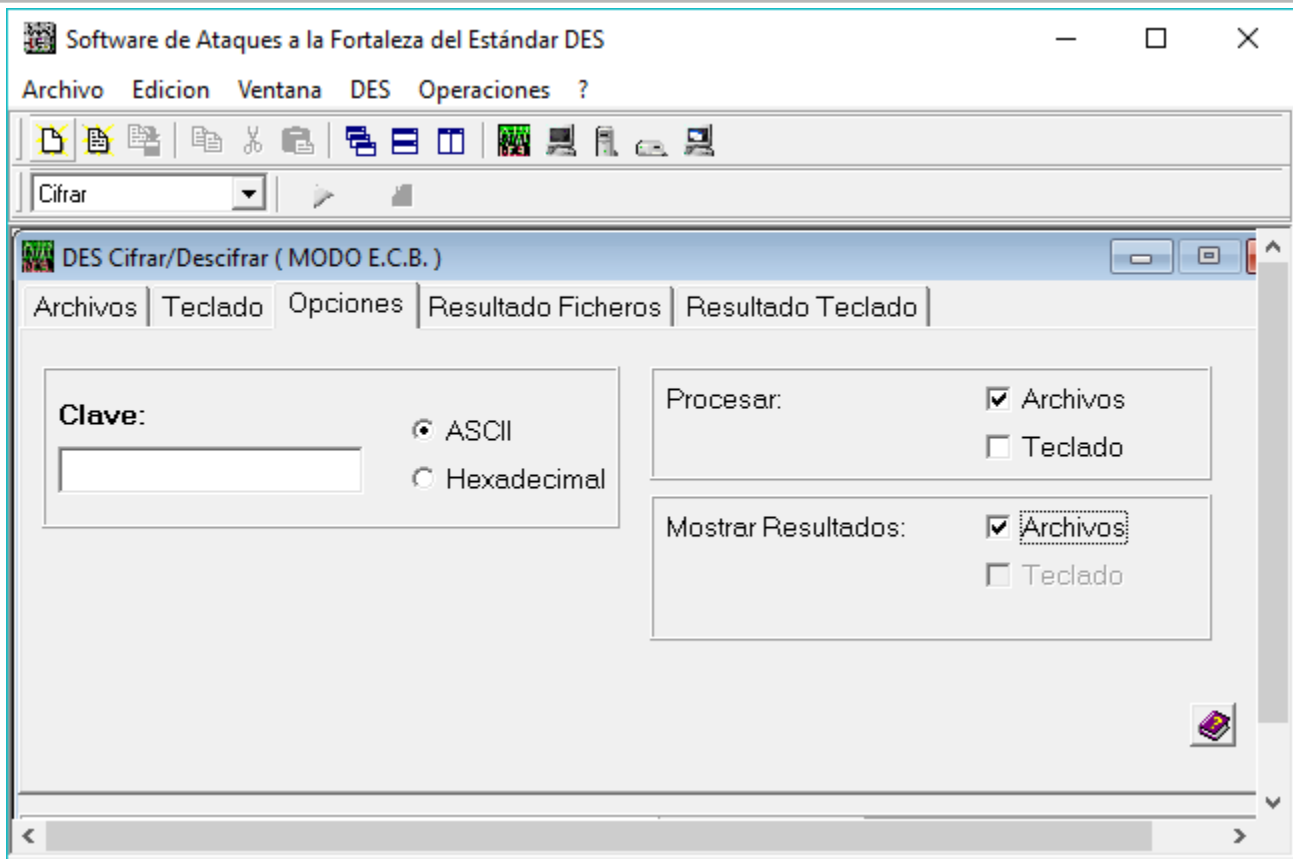 Software de Ataques a la Fortaleza del Estándar DES
Archivo Edicion Ventana DES Operaciones ?
Cifrar
DES Cifrar/Descifrar ( MODO E.C.B. )
Archivos Teclado Opciones Resultado Ficheros Resultado Teclado
Clave:
ASCII
Hexadecimal
Procesar:
Archivos
Teclado
Mostrar Resultados:
Archivos
Teclado